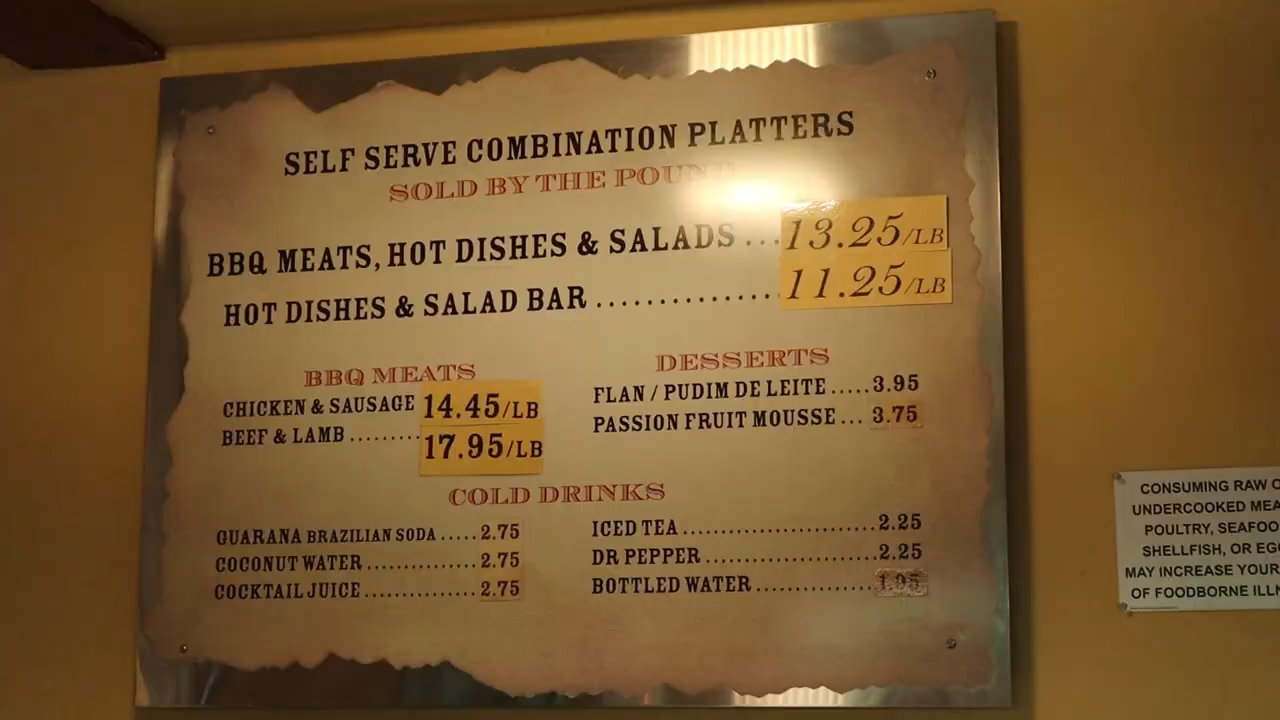 SELF SERVE COMBINATION PLATTERS
SOLD BY THE POUND
BBQ MEATS, HOT DISHES & SALADS ... 13.25/LB
HOT DISHES & SALAD BAR ............... 11.25/LB
BBQ MEATS
CHICKEN & SAUSAGE 14.45/LB
BEEF & LAMB ......... 17.95/LB
DESSERTS
FLAN / PUDIM DE LEITE ..... 3.95
PASSION FRUIT MOUSSE ... 3.75
COLD DRINKS
GUARANA BRAZILIAN SODA ..... 2.75
COCONUT WATER ............... 2.75
COCKTAIL JUICE ............... 2.75
ICED TEA ......................... 2.25
DR PEPPER ...................... 2.25
BOTTLED WATER ............... 1.95
CONSUMING RAW
UNDERCOOKED
POULTRY,
SHELLFISH, OR
MAY INCREASE YOUR
OF FOODBORNE